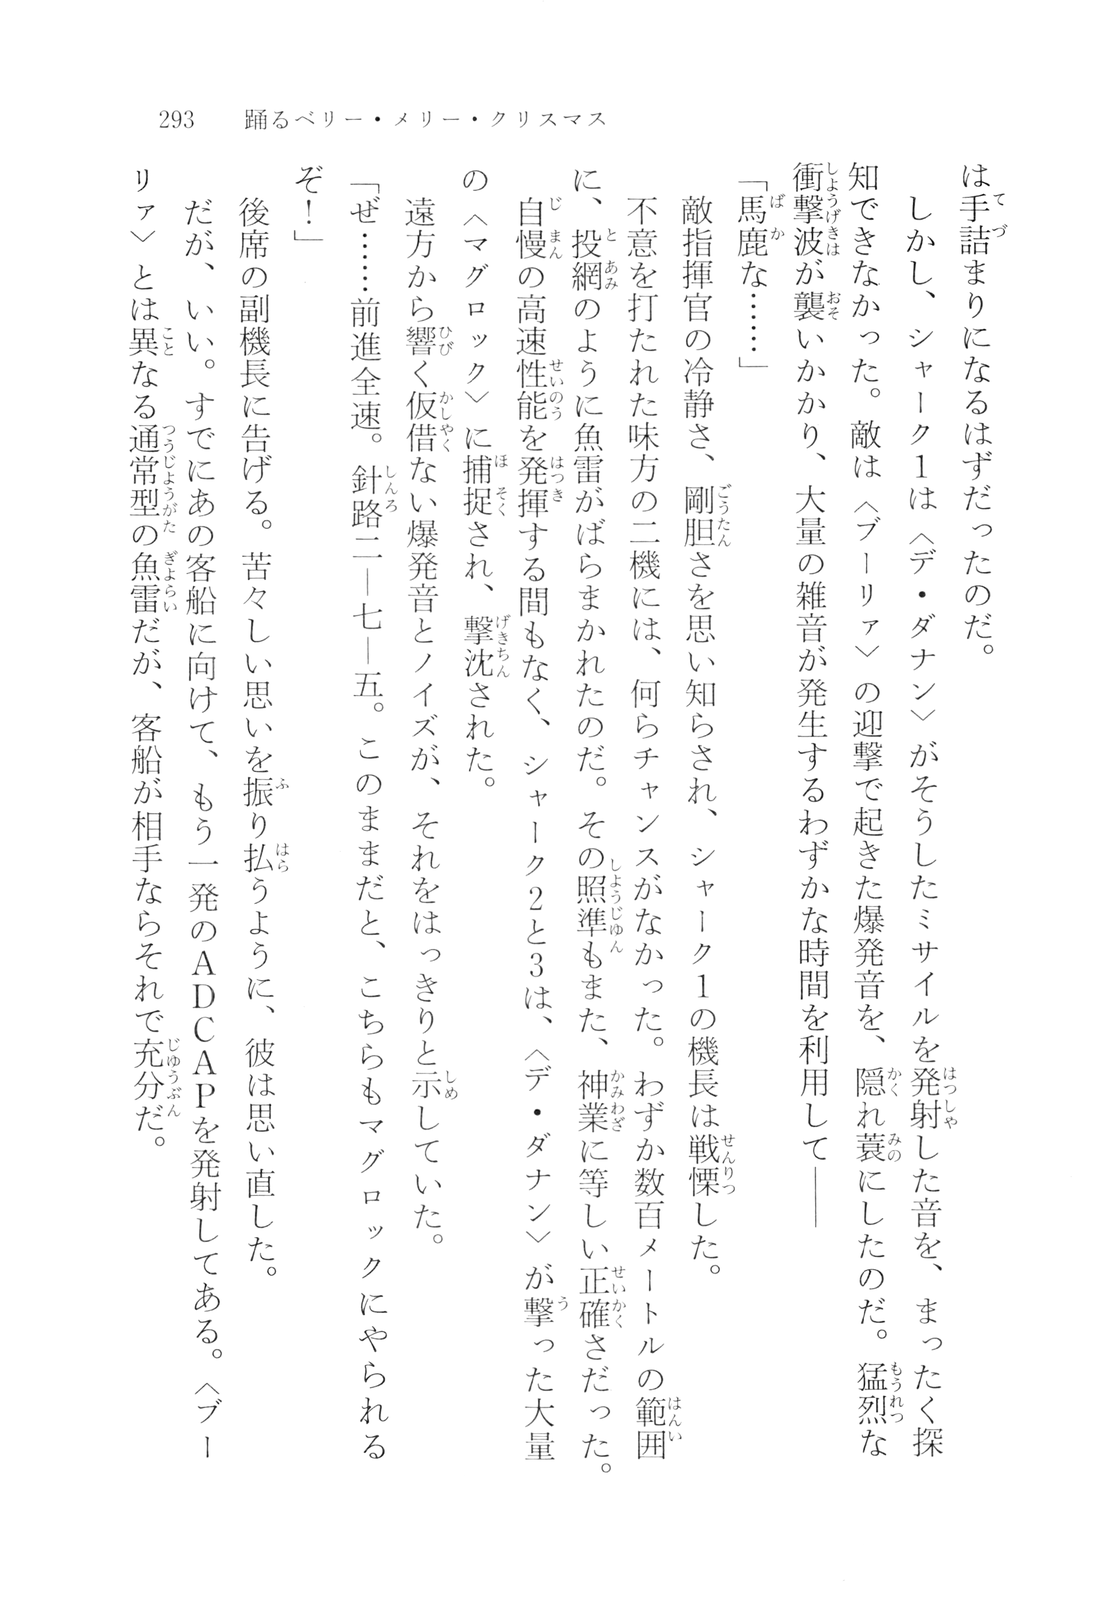 293 踊るベリー・メリー・クリスマス
は手詰まりになるはずだったのだ。
しかし、シャーク1は〈デ・ダナン〉がそうしたミサイルを発射した音を、まったく探
知できなかった。敵は〈ブーリァ〉の迎撃で起きた爆発音を、隠れ蓑にしたのだ。猛烈な
衝撃波が襲いかかり、大量の雑音が発生するわずかな時間を利用して――
「馬鹿な……」
敵指揮官の冷静さ、剛胆さを思い知らされ、シャーク1の機長は戦慄した。
不意を打たれた味方の二機には、何らチャンスがなかった。わずか数百メートルの範囲
に、投網のように魚雷がばらまかれたのだ。その照準もまた、神業に等しい正確さだった。
自慢の高速性能を発揮する間もなく、シャーク2と3は、〈デ・ダナン〉が撃った大量
の〈マグロック〉に捕捉され、撃沈された。
遠方から響く仮借ない爆発音とノイズが、それをはっきりと示していた。
「ぜ……前進全速。針路二―七―五。このままだと、こちらもマグロックにやられる
ぞ！」
後席の副機長に告げる。苦々しい思いを振り払うように、彼は思い直した。
だが、いい。すでにあの客船に向けて、もう一発のADCAPを発射してある。〈ブー
リァ〉とは異なる通常型の魚雷だが、客船が相手ならそれで充分だ。